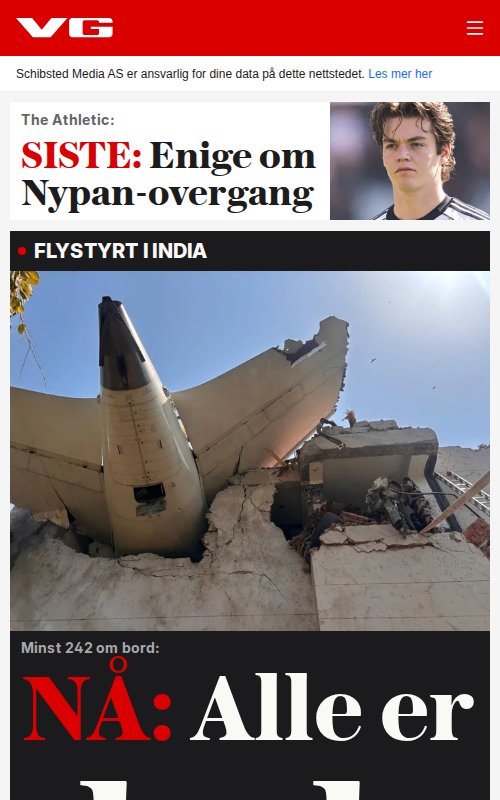 VG
Schibsted Media AS er ansvarlig for dine data på dette nettstedet. Les mer her
The Athletic:
SISTE: Enige om
Nypan-overgang
FLYSTYRT I INDIA
Minst 242 om bord:
NÅ: Alle er